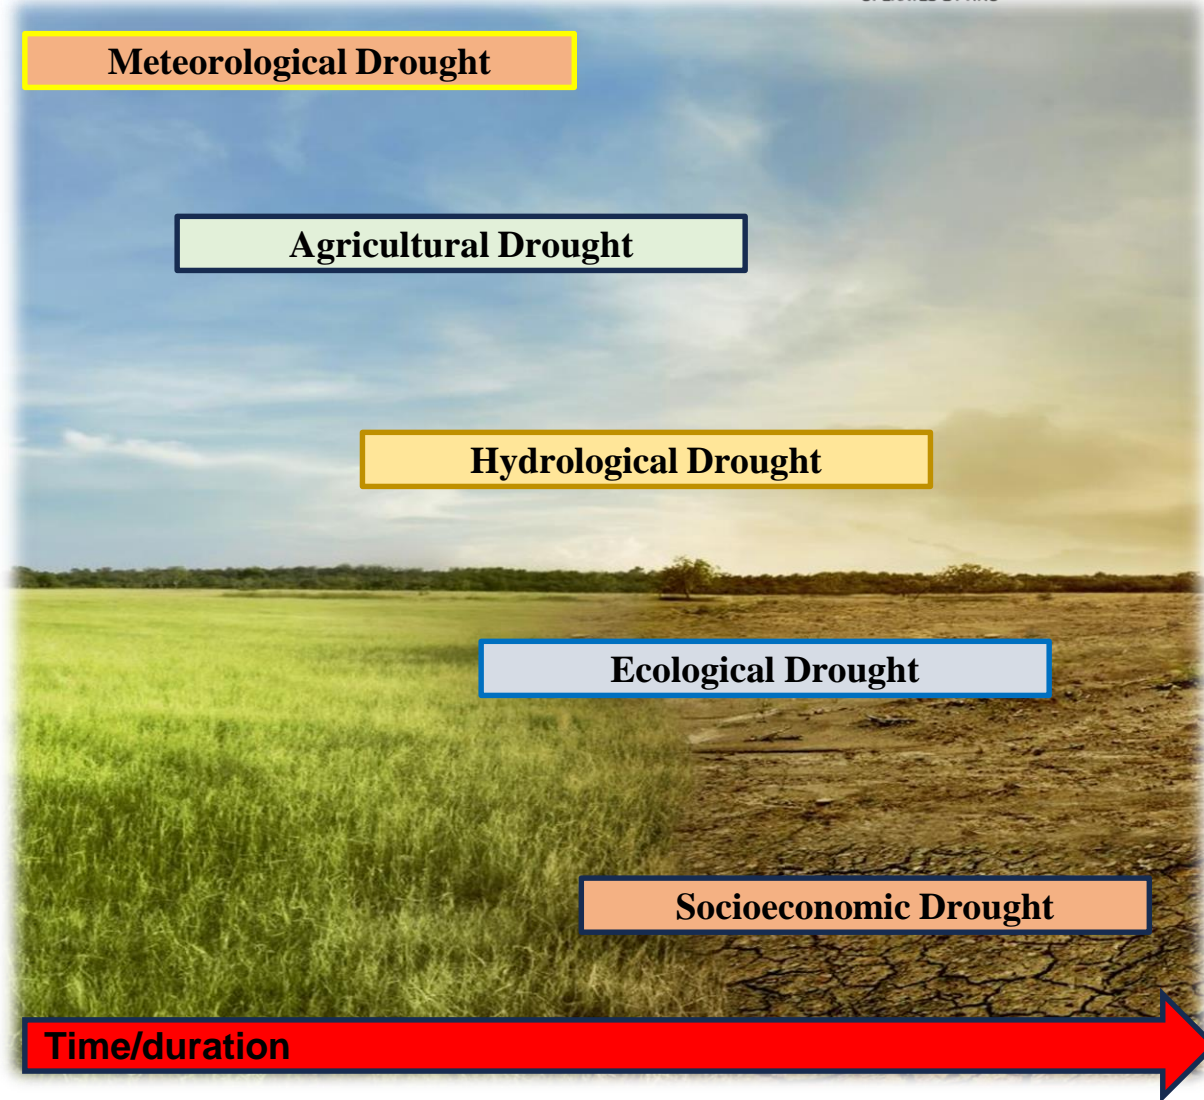 Meteorological Drought
Agricultural Drought
Hydrological Drought
Ecological Drought
Socioeconomic Drought
Time/duration